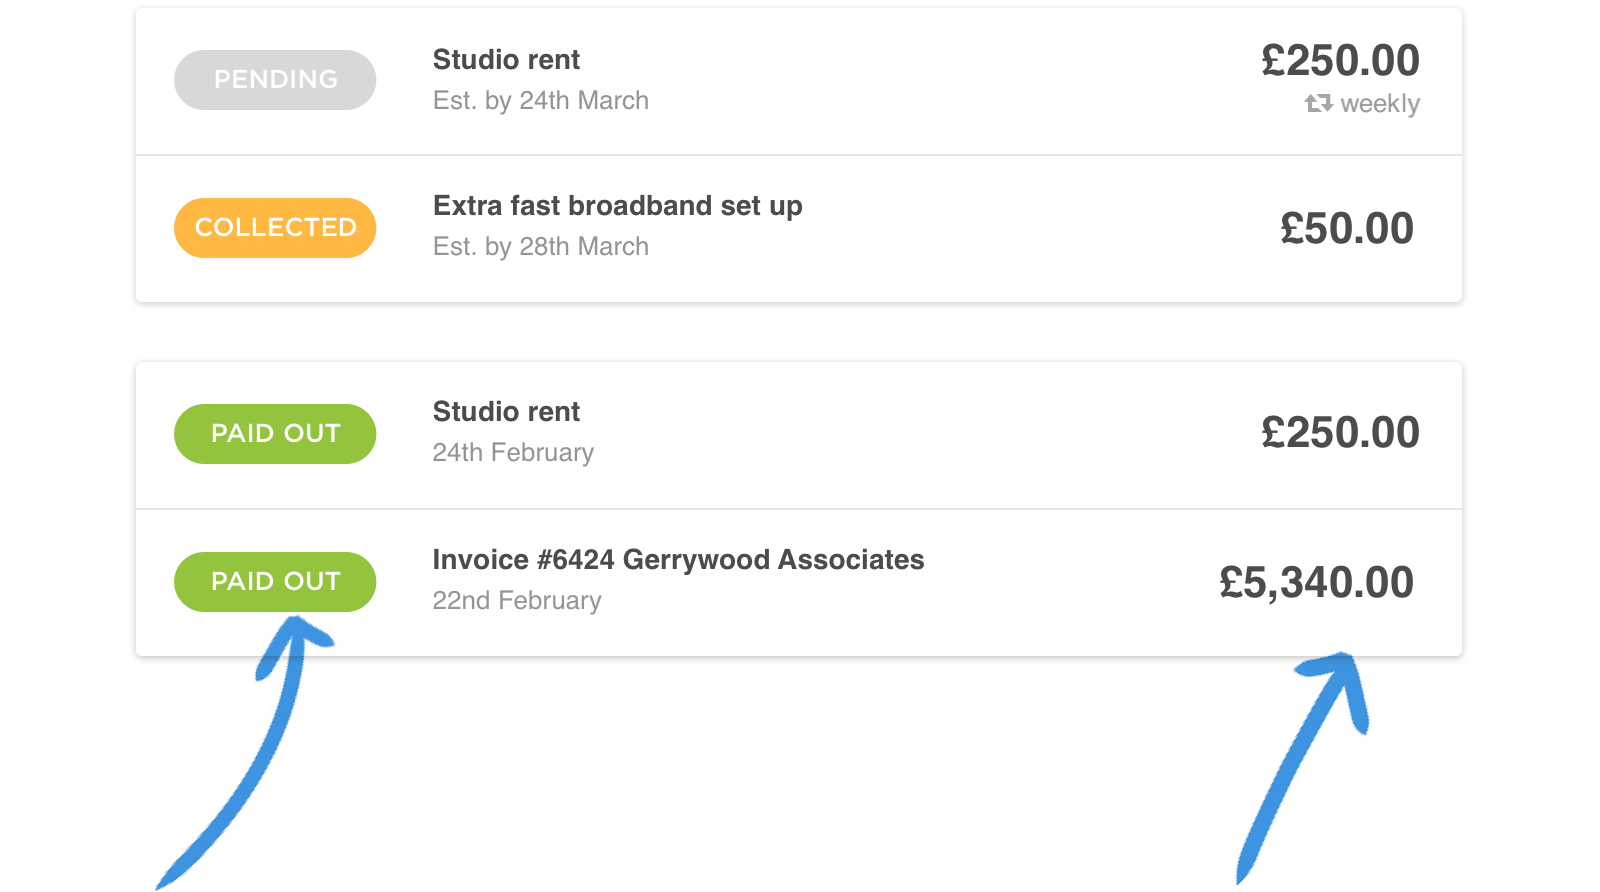 PENDING
Studio rent
Est. by 24th March
£250.00
weekly
COLLECTED
Extra fast broadband set up
Est. by 28th March
£50.00
PAID OUT
Studio rent
24th February
£250.00
PAID OUT
Invoice #6424 Gerrywood Associates
22nd February
£5,340.00